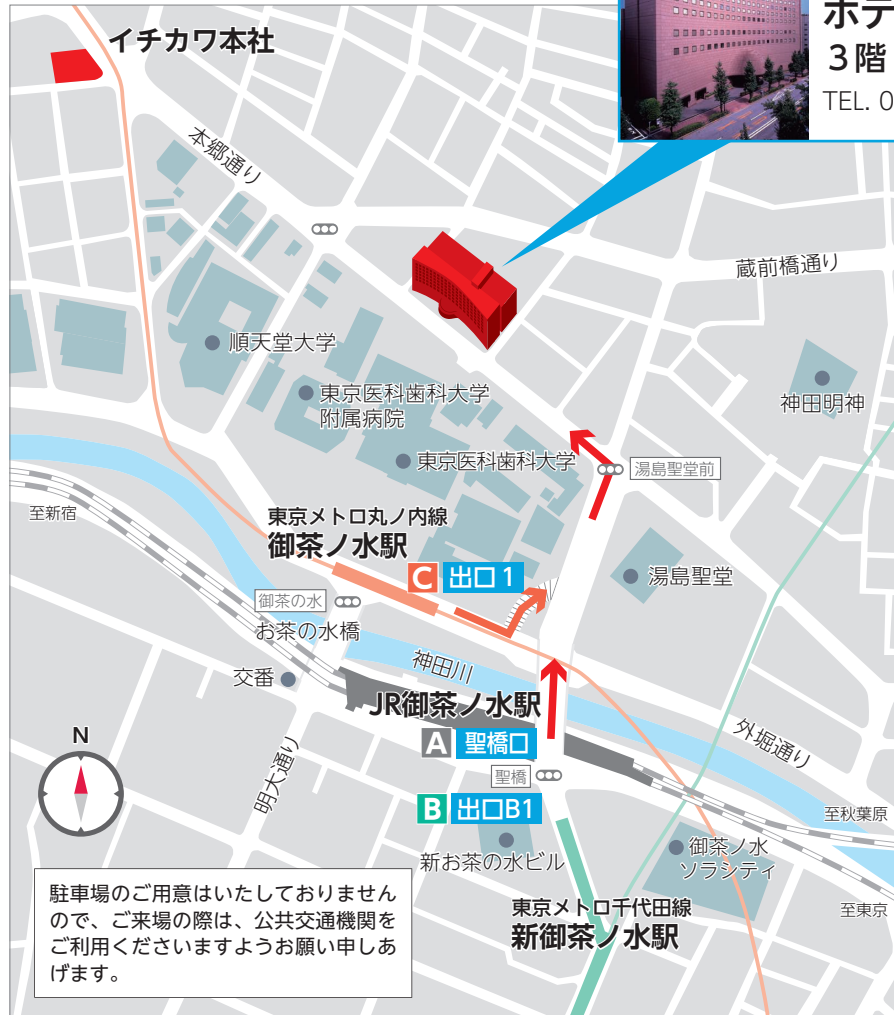 イチカワ本社
ホテ
3階
TEL. 0
本郷通り
蔵前橋通り
順天堂大学
東京医科歯科大学
附属病院
神田明神
東京医科歯科大学
湯島聖堂前
至新宿
東京メトロ丸ノ内線
御茶ノ水駅
C 出口1
湯島聖堂
御茶の水
お茶の水橋
神田川
交番
JR御茶ノ水駅
A 聖橋口
外堀通り
N
明大通り
聖橋
B 出口B1
至秋葉原
新お茶の水ビル
御茶ノ水
ソラシティ
東京メトロ千代田線
新御茶ノ水駅
至東京
駐車場のご用意はいたしておりません
ので、ご来場の際は、公共交通機関を
ご利用くださいますようお願い申しあ
げます。